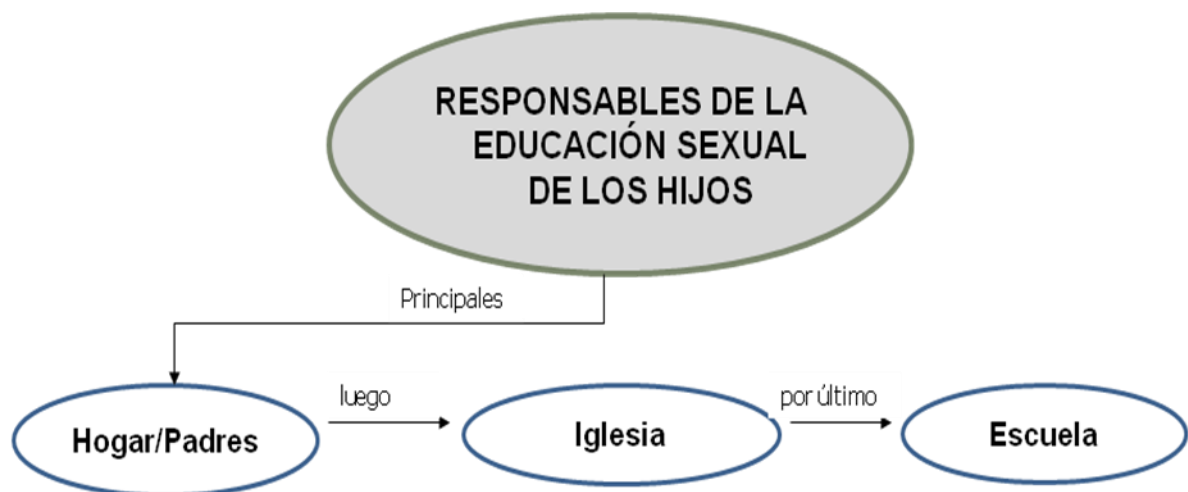 RESPONSABLES DE LA
EDUCACIÓN SEXUAL
DE LOS HIJOS
Principales
Hogar/Padres
luego
Iglesia
por último
Escuela